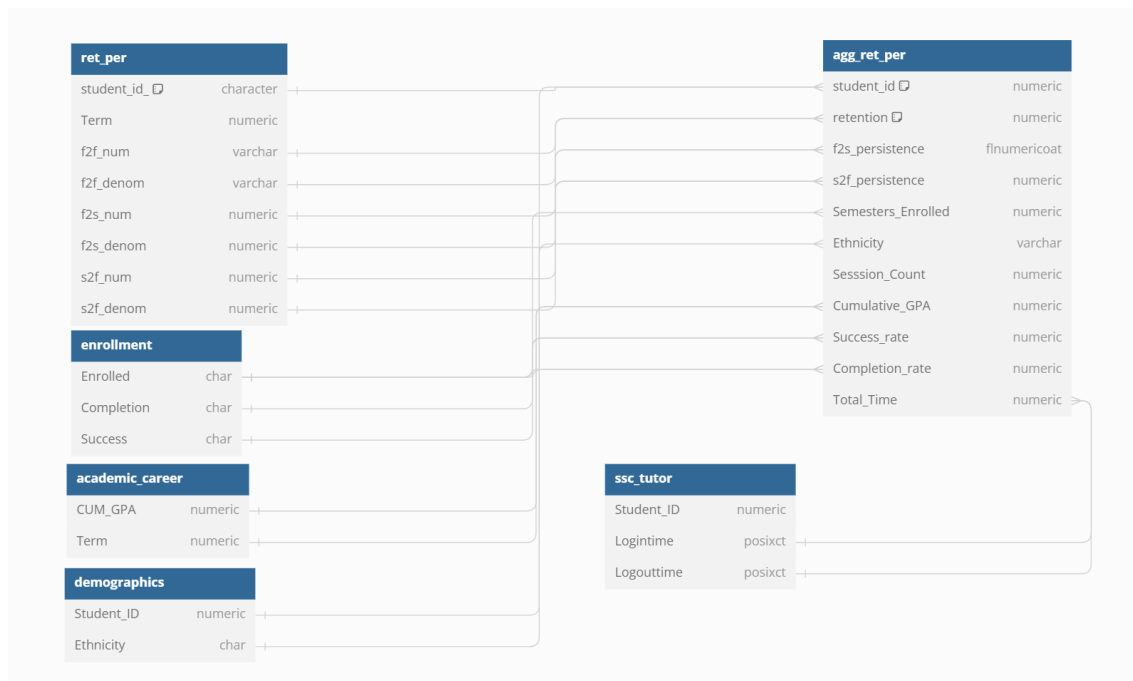 ret_per
student_id_ character
Term numeric
f2f_num varchar
f2f_denom varchar
f2s_num numeric
f2s_denom numeric
s2f_num numeric
s2f_denom numeric
enrollment
Enrolled char
Completion char
Success char
academic_career
CUM_GPA numeric
Term numeric
demographics
Student_ID numeric
Ethnicity char
agg_ret_per
student_id numeric
retention numeric
f2s_persistence flnumericoat
s2f_persistence numeric
Semesters_Enrolled numeric
Ethnicity varchar
Sesssion_Count numeric
Cumulative_GPA numeric
Success_rate numeric
Completion_rate numeric
Total_Time numeric
ssc_tutor
Student_ID numeric
Logintime posixct
Logouttime posixct